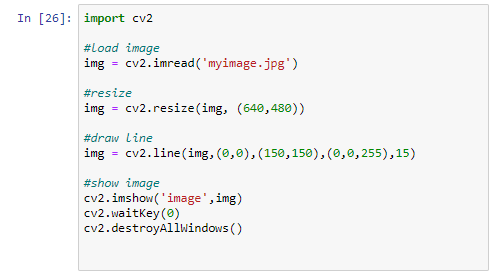 In [26]: import cv2
#load image
img = cv2.imread('myimage.jpg')
#resize
img = cv2.resize(img, (640,480))
#draw line
img = cv2.line(img,(0,0),(150,150),(0,0,255),15)
#show image
cv2.imshow('image',img)
cv2.waitKey(0)
cv2.destroyAllWindows()